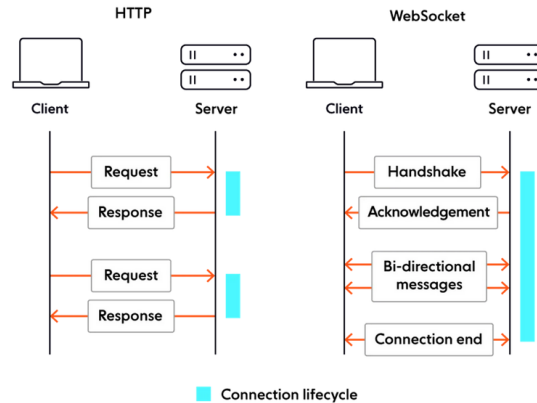 HTTP
WebSocket
Client
Server
Client
Server
Request
Response
Request
Response
Handshake
Acknowledgement
Bi-directional
messages
Connection end
Connection lifecycle